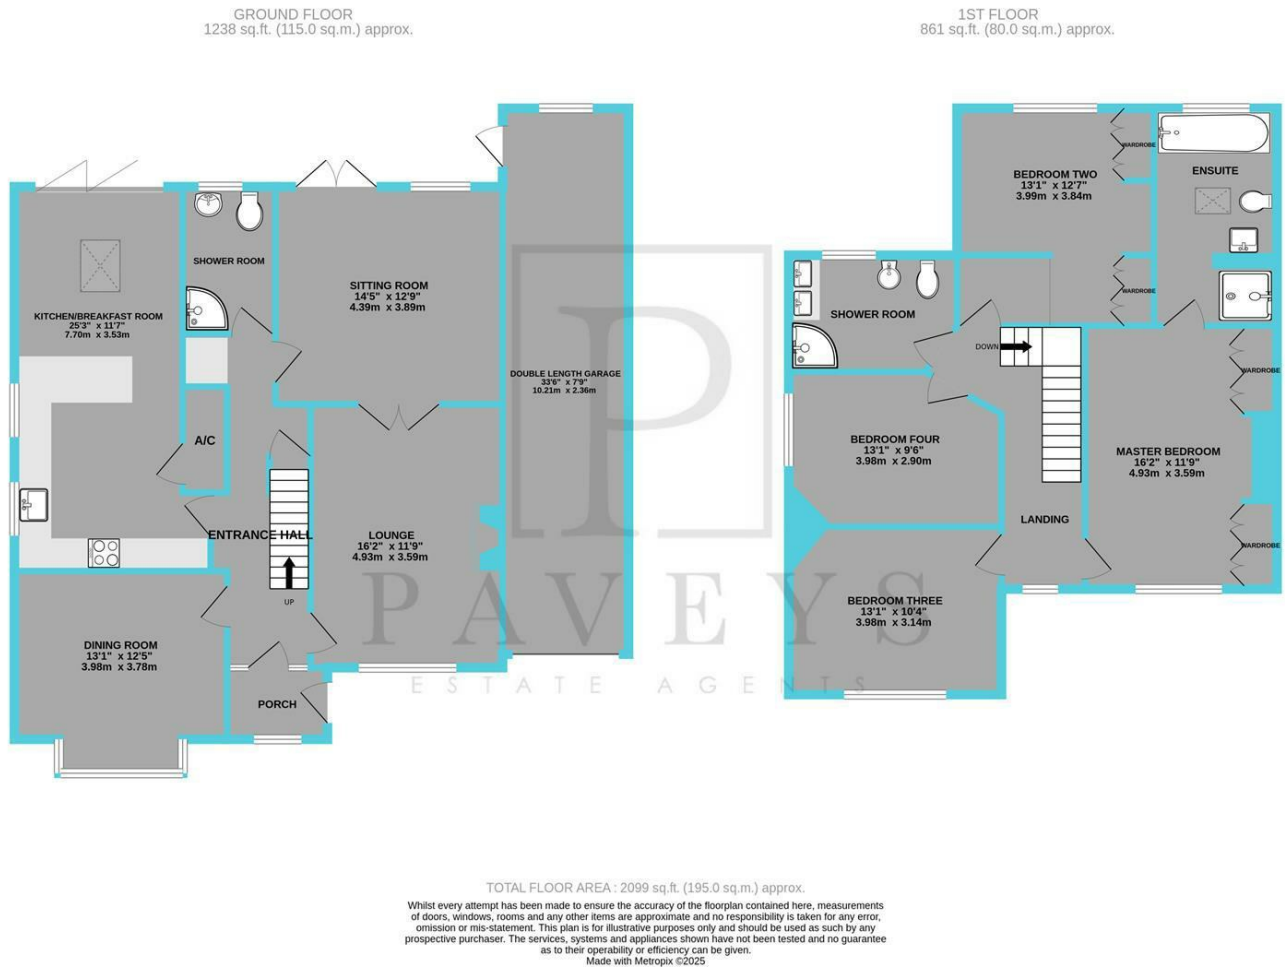 GROUND FLOOR
1238 sq.ft. (115.0 sq.m.) approx.
1ST FLOOR
861 sq.ft. (80.0 sq.m.) approx.
KITCHEN/BREAKFAST ROOM
25'3" x 11'7"
7.70m x 3.53m
SHOWER ROOM
SITTING ROOM
14'5" x 12'9"
4.39m x 3.89m
DOUBLE LENGTH GARAGE
33'6" x 7'9"
10.21m x 2.36m
A/C
ENTRANCE HALL
UP
LOUNGE
16'2" x 11'9"
4.93m x 3.59m
DINING ROOM
13'1" x 12'5"
3.98m x 3.78m
PORCH
BEDROOM TWO
13'1" x 12'7"
3.99m x 3.84m
WARDROBE
ENSUITE
WARDROBE
SHOWER ROOM
DOWN
WARDROBE
BEDROOM FOUR
13'1" x 9'6"
3.98m x 2.90m
MASTER BEDROOM
16'2" x 11'9"
4.93m x 3.59m
LANDING
WARDROBE
BEDROOM THREE
13'1" x 10'4"
3.98m x 3.14m
P
PAVEYS
ESTATE AGENTS
TOTAL FLOOR AREA : 2099 sq.ft. (195.0 sq.m.) approx.
Whilst every attempt has been made to ensure the accuracy of the floorplan contained here, measurements
of doors, windows, rooms and any other items are approximate and no responsibility is taken for any error,
omission or mis-statement. This plan is for illustrative purposes only and should be used as such by any
prospective purchaser. The services, systems and appliances shown have not been tested and no guarantee
as to their operability or efficiency can be given.
Made with Metropix ©2025